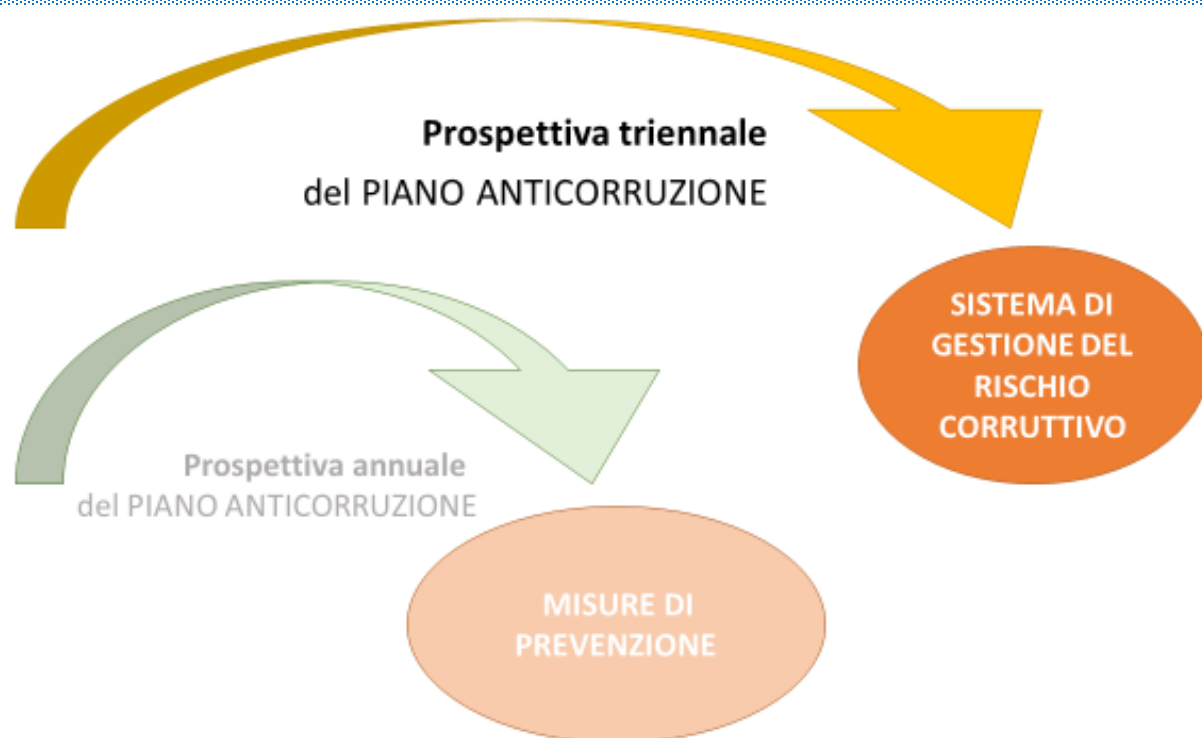 Prospettiva triennale
del PIANO ANTICORRUZIONE
SISTEMA DI
GESTIONE DEL
RISCHIO
CORRUTTIVO
Prospettiva annuale
del PIANO ANTICORRUZIONE
MISURE DI
PREVENZIONE